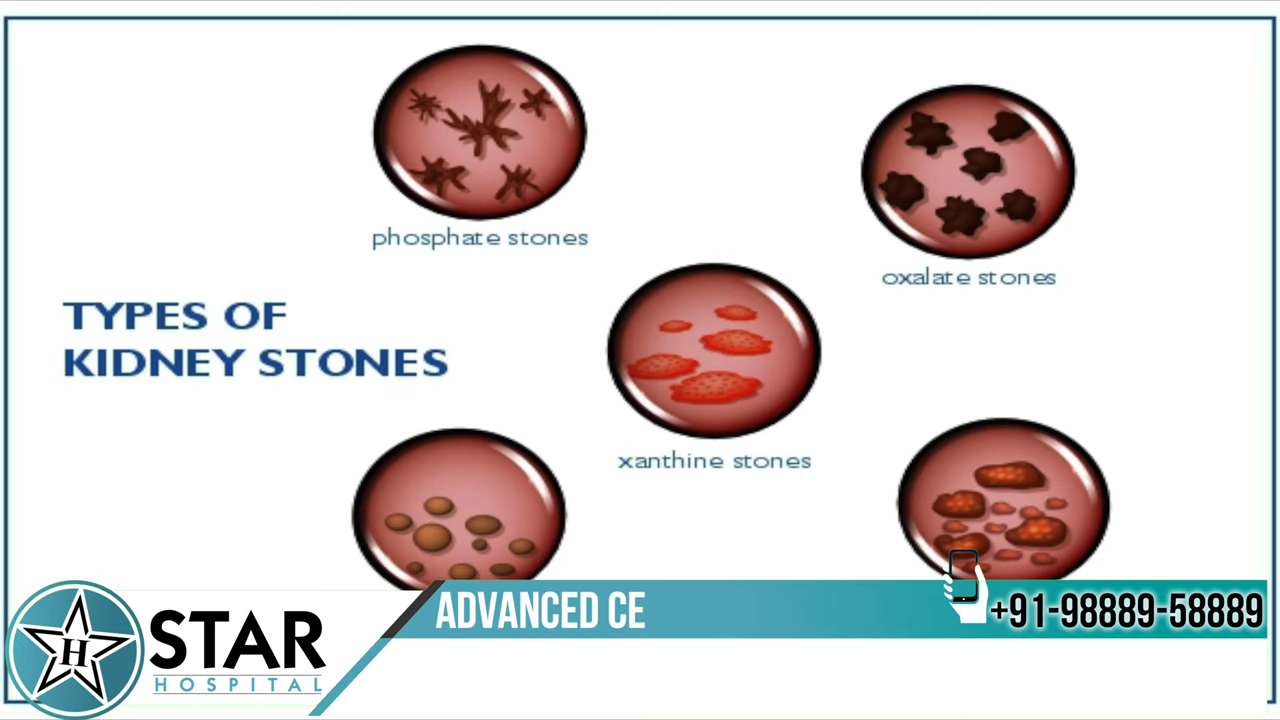 phosphate stones
oxalate stones
TYPES OF
KIDNEY STONES
xanthine stones
ADVANCED CE
+91-98889-58889
H
STAR
HOSPITAL